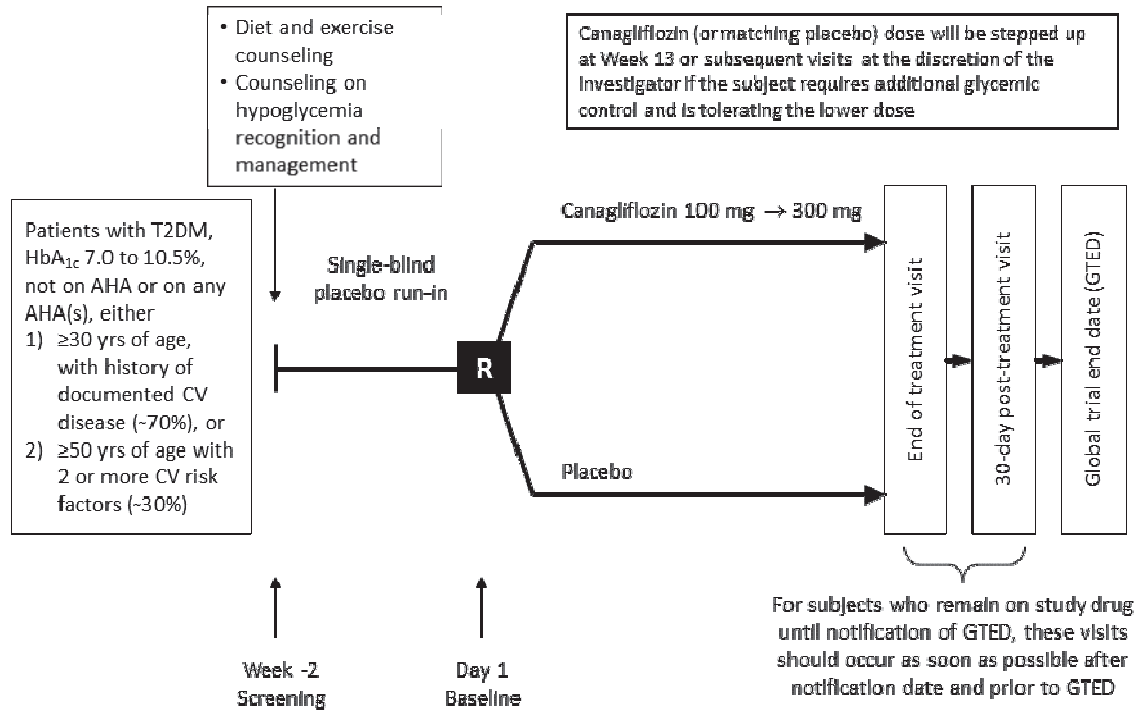 • Diet and exercise
counseling
• Counseling on
hypoglycemia
recognition and
management
Canagliflozin (or matching placebo) dose will be stepped up
at Week 13 or subsequent visits at the discretion of the
Investigator if the subject requires additional glycemic
control and is tolerating the lower dose
Patients with T2DM,
HbA1c 7.0 to 10.5%,
not on AHA or on any
AHA(s), either
1) ≥30 yrs of age,
with history of
documented CV
disease (~70%), or
2) ≥50 yrs of age with
2 or more CV risk
factors (~30%)
Single-blind
placebo run-in
R
Canagliflozin 100 mg → 300 mg
Placebo
End of treatment visit
30-day post-treatment visit
Global trial end date (GTED)
Week -2
Screening
Day 1
Baseline
For subjects who remain on study drug
until notification of GTED, these visits
should occur as soon as possible after
notification date and prior to GTED